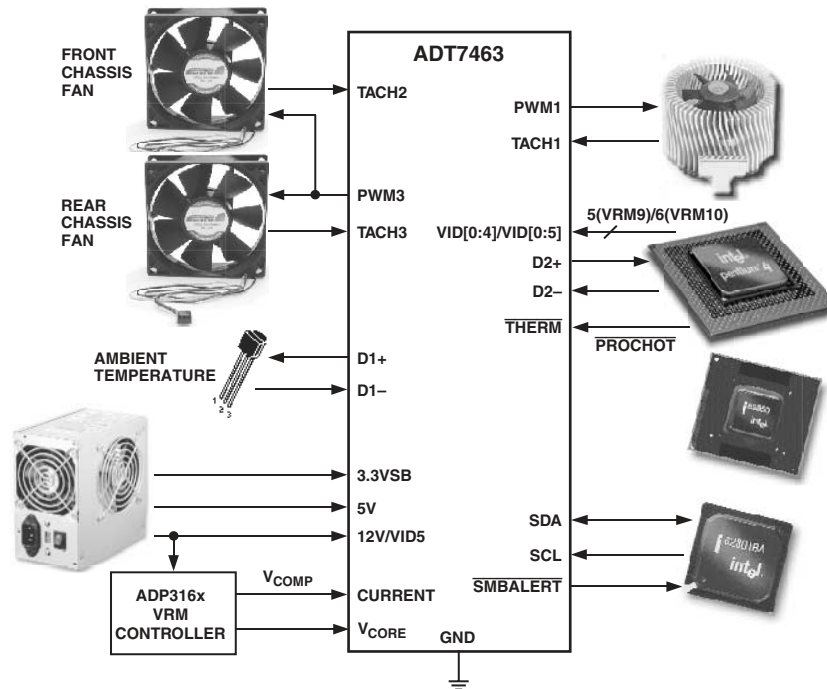 ADT7463
FRONT
CHASSIS
FAN
TACH2
PWM1
TACH1
REAR
CHASSIS
FAN
PWM3
TACH3
5(VRM9)/6(VRM10)
VID[0:4]/VID[0:5]
D2+
D2–
intel
pentium 4
THERM
PROCHOT
AMBIENT
TEMPERATURE
D1+
D1–
1
2
3
3.3VSB
5V
12V/VID5
SDA
SCL
SMBALERT
intel
ADP316x
VRM
CONTROLLER
VCOMP
CURRENT
VCORE
GND